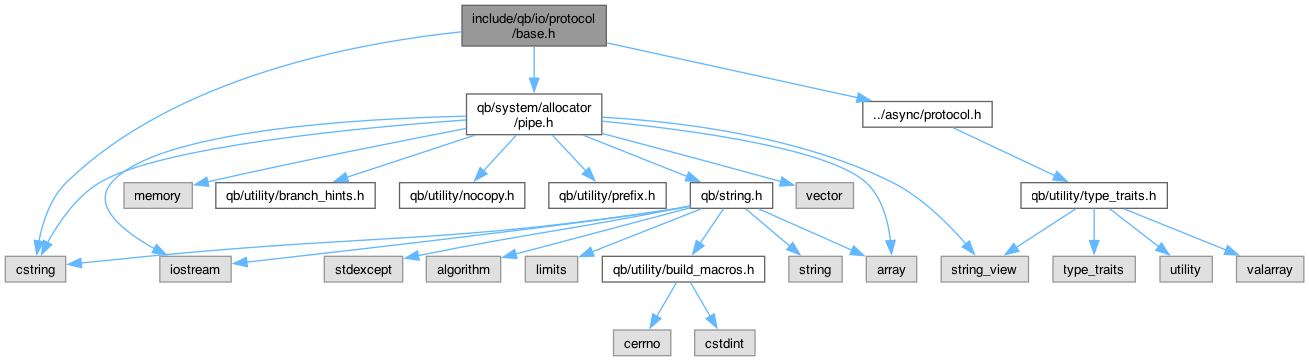 include/qb/io/protocol
/base.h
qb/system/allocator
/pipe.h
../async/protocol.h
memory
qb/utility/branch_hints.h
qb/utility/nocopy.h
qb/utility/prefix.h
qb/string.h
vector
qb/utility/type_traits.h
cstring
iostream
stdexcept
algorithm
limits
qb/utility/build_macros.h
string
array
string_view
type_traits
utility
valarray
cerrno
cstdint